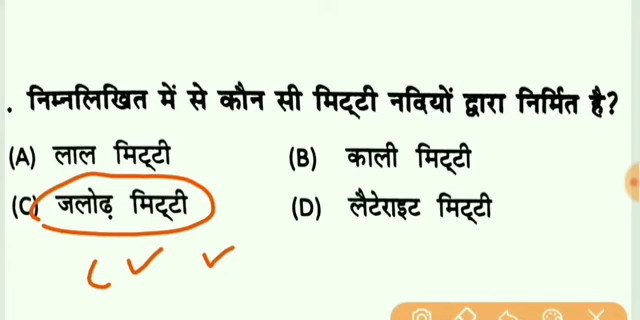 . निम्नलिखित में से कौन सी मिट्टी नदियों द्वारा निर्मित है?
(A) लाल मिट्टी (B) काली मिट्टी
(C) जलोढ़ मिट्टी (D) लैटेराइट मिट्टी
C